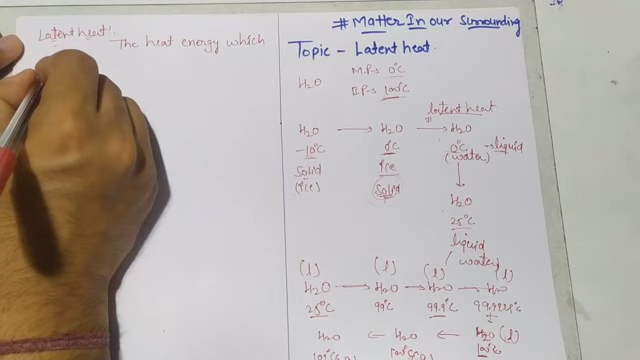 Latent heat:
The heat energy which
# Matter In our Surrounding
Topic - Latent heat.
H₂O
M.P → 0°C
B.P → 100°C
latent heat
H₂O → H₂O → H₂O
-10°C 0°C 0°C → liquid
Solid Ice (water)
(Ice) Solid
H₂O
25°C
liquid
(water)
(l) (l) (l) (l)
H₂O → H₂O → H₂O → H₂O
25°C 99°C 99.9°C
H₂O ← H₂O ← H₂O (l)
100°C